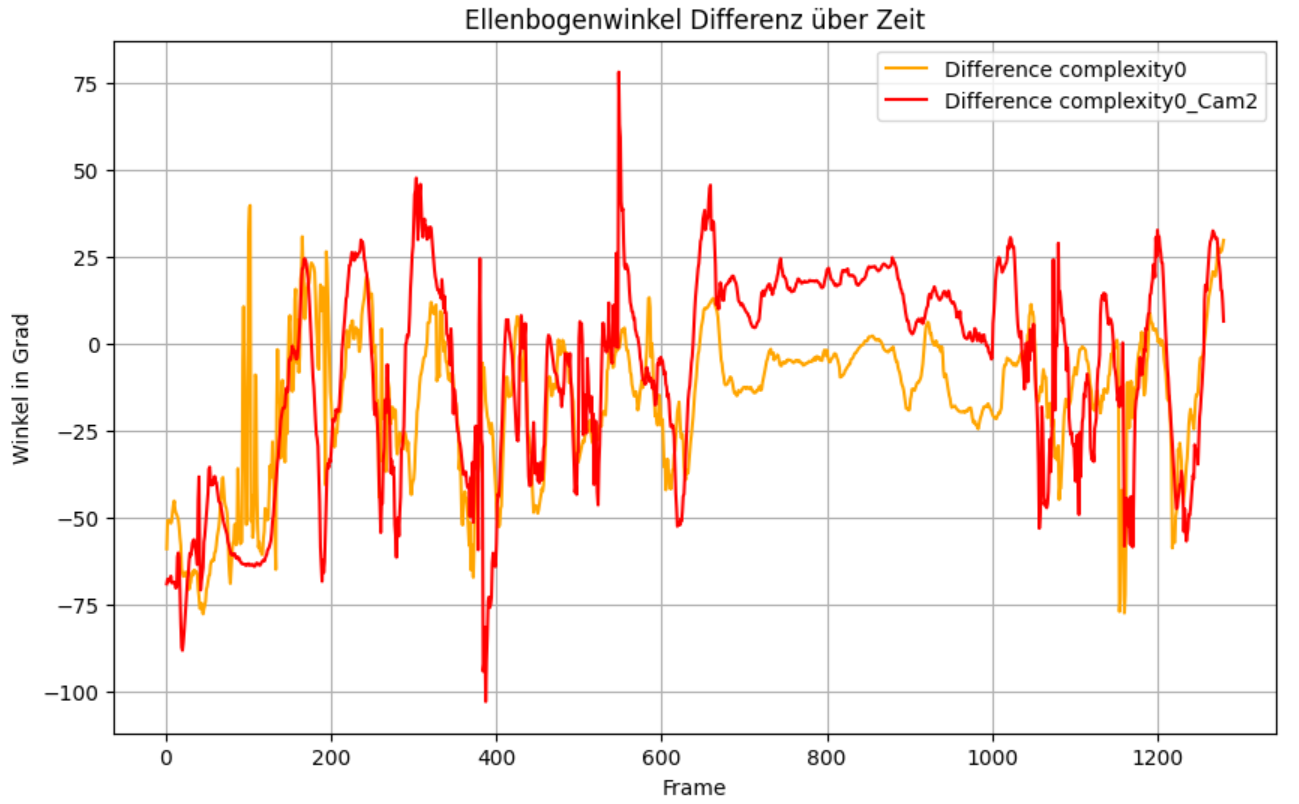 Ellenbogenwinkel Differenz über Zeit
Difference complexity0
Difference complexity0_Cam2
Winkel in Grad
75
50
25
0
−25
−50
−75
−100
0 200 400 600 800 1000 1200
Frame